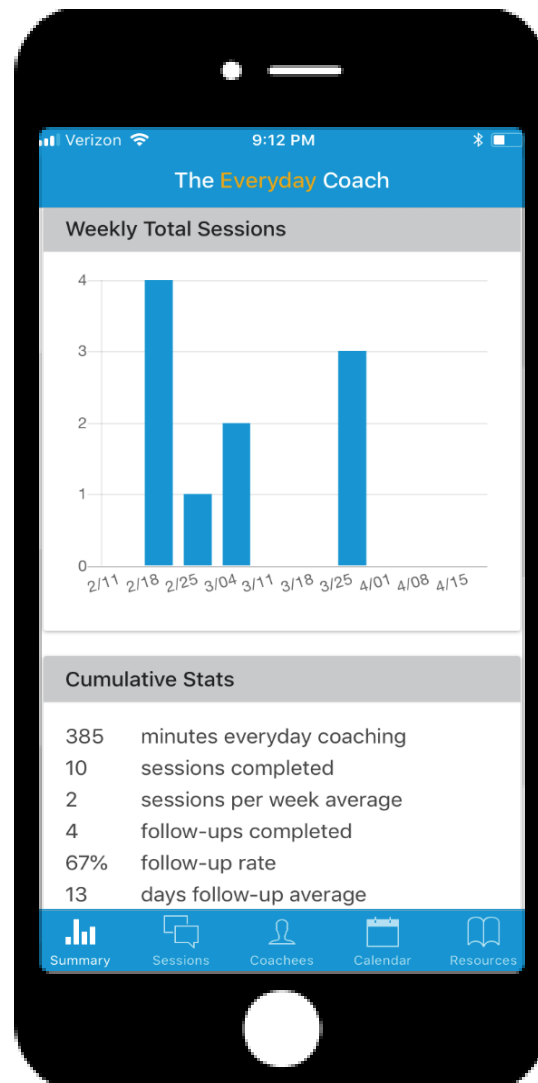 Verizon 9:12 PM
The Everyday Coach
Weekly Total Sessions
4
3
2
1
0
2/11 2/18 2/25 3/04 3/11 3/18 3/25 4/01 4/08 4/15
Cumulative Stats
385 minutes everyday coaching
10 sessions completed
2 sessions per week average
4 follow-ups completed
67% follow-up rate
13 days follow-up average
Summary Sessions Coachees Calendar Resources